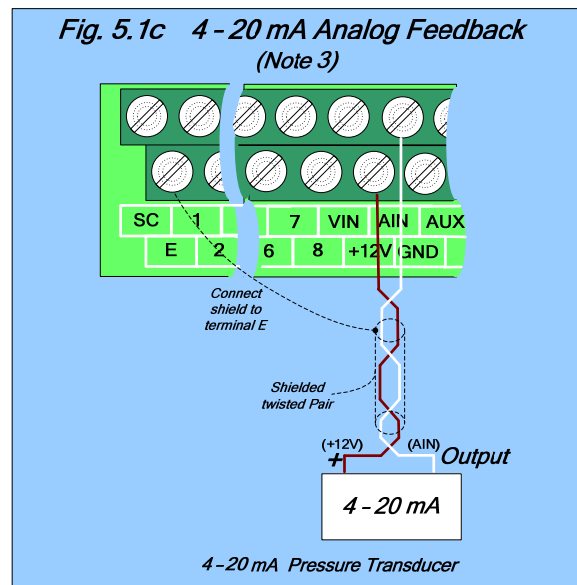 Fig. 5.1c 4 - 20 mA Analog Feedback
(Note 3)
SC 1 7 VIN AIN AUX
E 2 6 8 +12V GND
Connect
shield to
terminal E
Shielded
twisted Pair
(+12V) (AIN)
+ Output
4 - 20 mA
4 - 20 mA Pressure Transducer